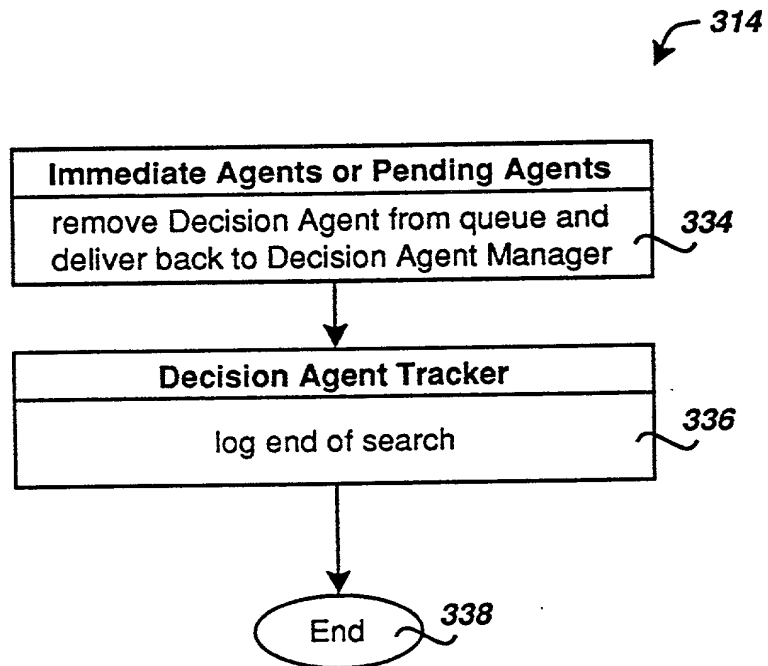 314
Immediate Agents or Pending Agents
remove Decision Agent from queue and
deliver back to Decision Agent Manager
334
Decision Agent Tracker
log end of search
336
End
338